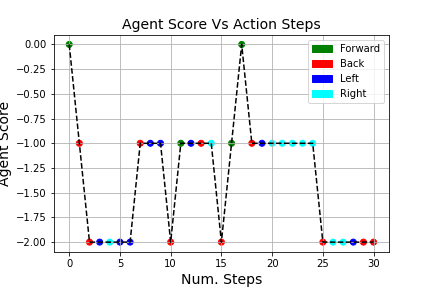 Agent Score Vs Action Steps
Agent Score
0.00
−0.25
−0.50
−0.75
−1.00
−1.25
−1.50
−1.75
−2.00
Forward
Back
Left
Right
0 5 10 15 20 25 30
Num. Steps